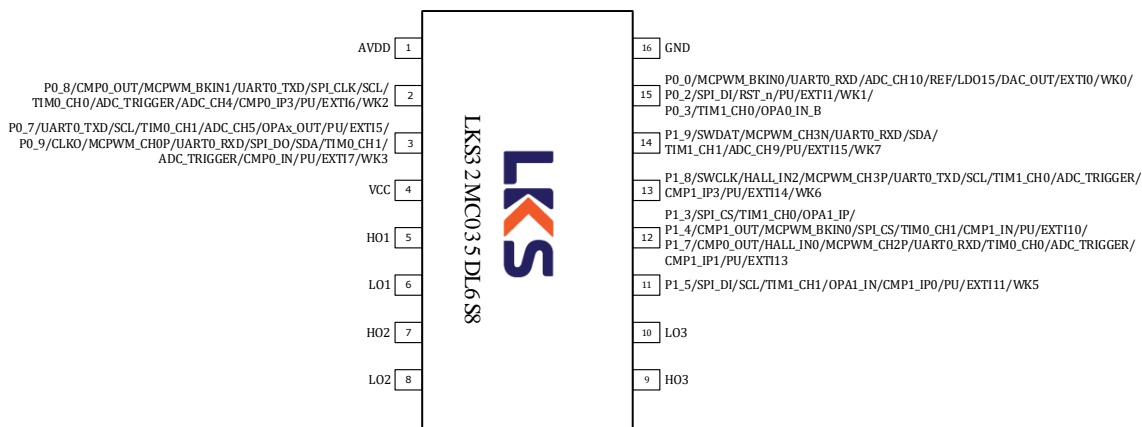 AVDD 1
P0_8/CMP0_OUT/MCPWM_BKIN1/UART0_TXD/SPI_CLK/SCL/
TIM0_CH0/ADC_TRIGGER/ADC_CH4/CMP0_IP3/PU/EXTI6/WK2
2
P0_7/UART0_TXD/SCL/TIM0_CH1/ADC_CH5/OPAx_OUT/PU/EXTI5/
P0_9/CLKO/MCPWM_CH0P/UART0_RXD/SPI_DO/SDA/TIM0_CH1/
ADC_TRIGGER/CMP0_IN/PU/EXTI7/WK3
3
VCC 4
HO1 5
LO1 6
HO2 7
LO2 8
LKS32MC035DL6S8
LKS
16 GND
P0_0/MCPWM_BKIN0/UART0_RXD/ADC_CH10/REF/LDO15/DAC_OUT/EXTI0/WK0/
15 P0_2/SPI_DI/RST_n/PU/EXTI1/WK1/
P0_3/TIM1_CH0/OPA0_IN_B
P1_9/SWDAT/MCPWM_CH3N/UART0_RXD/SDA/
14
TIM1_CH1/ADC_CH9/PU/EXTI15/WK7
13
P1_8/SWCLK/HALL_IN2/MCPWM_CH3P/UART0_TXD/SCL/TIM1_CH0/ADC_TRIGGER/
CMP1_IP3/PU/EXTI14/WK6
P1_3/SPI_CS/TIM1_CH0/OPA1_IP/
12 P1_4/CMP1_OUT/MCPWM_BKIN0/SPI_CS/TIM0_CH1/CMP1_IN/PU/EXTI10/
P1_7/CMP0_OUT/HALL_IN0/MCPWM_CH2P/UART0_RXD/TIM0_CH0/ADC_TRIGGER/
CMP1_IP1/PU/EXTI13
11 P1_5/SPI_DI/SCL/TIM1_CH1/OPA1_IN/CMP1_IP0/PU/EXTI11/WK5
10 LO3
9 HO3